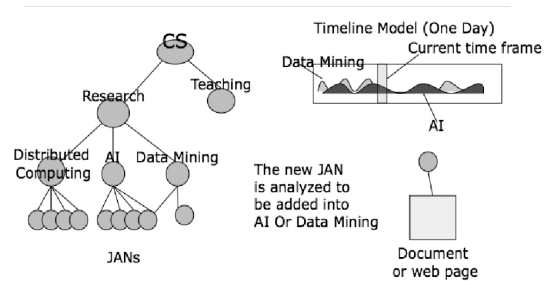 CS
Research
Teaching
Distributed
Computing
AI
Data Mining
JANs
Timeline Model (One Day)
Current time frame
Data Mining
AI
The new JAN
is analyzed to
be added into
AI Or Data Mining
Document
or web page